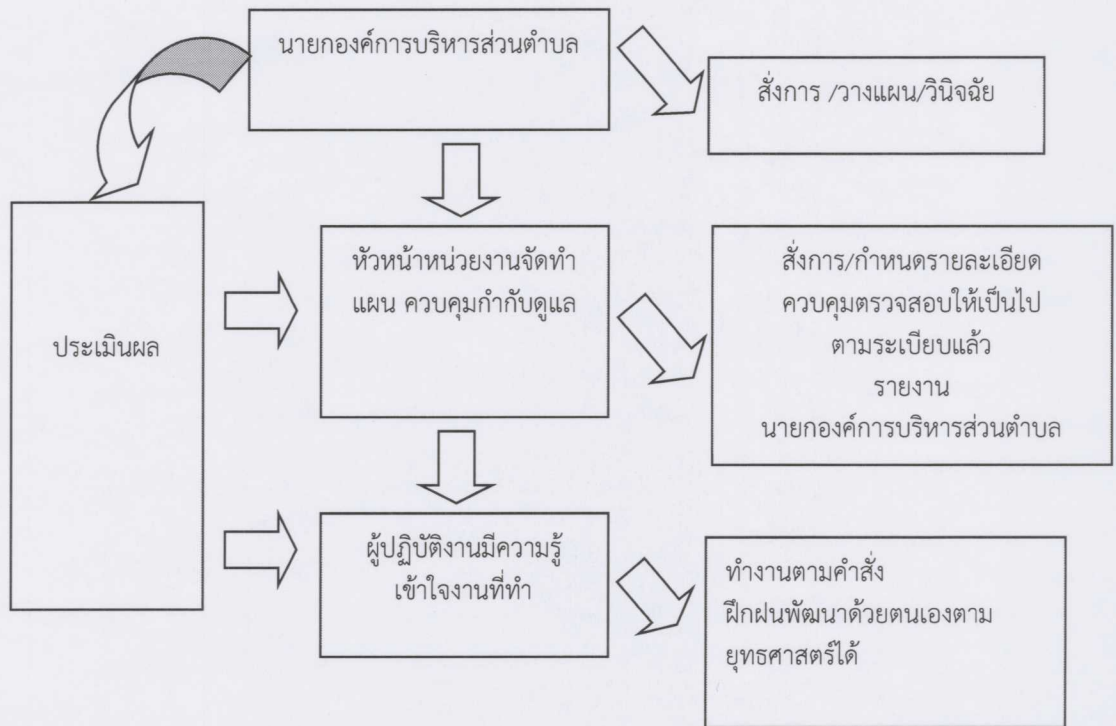 นายกองค์การบริหารส่วนตำบล
สั่งการ /วางแผน/วินิจฉัย
ประเมินผล
หัวหน้าหน่วยงานจัดทำ
แผน ควบคุมกำกับดูแล
สั่งการ/กำหนดรายละเอียด
ควบคุมตรวจสอบให้เป็นไป
ตามระเบียบแล้ว
รายงาน
นายกองค์การบริหารส่วนตำบล
ผู้ปฏิบัติงานมีความรู้
เข้าใจงานที่ทำ
ทำงานตามคำสั่ง
ฝึกฝนพัฒนาด้วยตนเองตาม
ยุทธศาสตร์ได้